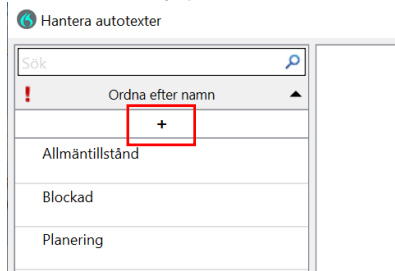 Hantera autotexter
Sök
! Ordna efter namn
+
Allmäntillstånd
Blockad
Planering